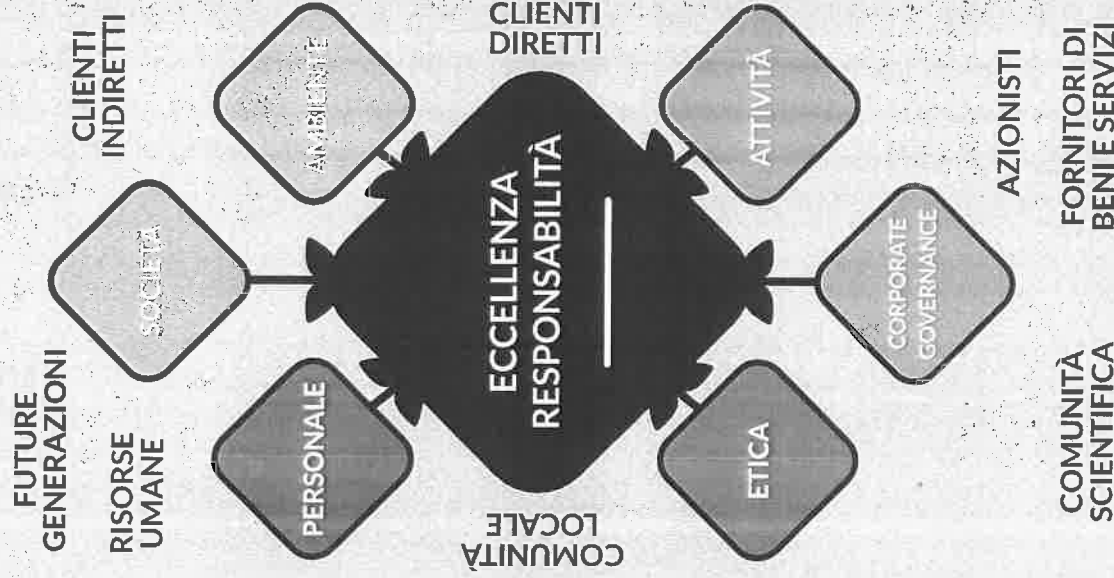 FUTURE
GENERAZIONI
RISORSE
UMANE
CLIENTI
INDIRETTI
SOCIETÀ
PERSONALE
AMBIENTE
COMUNITÀ
LOCALE
ECCELLENZA
RESPONSABILITÀ
CLIENTI
DIRETTI
ETICA
ATTIVITÀ
CORPORATE
GOVERNANCE
AZIONISTI
COMUNITÀ
SCIENTIFICA
FORNITORI DI
BENI E SERVIZI